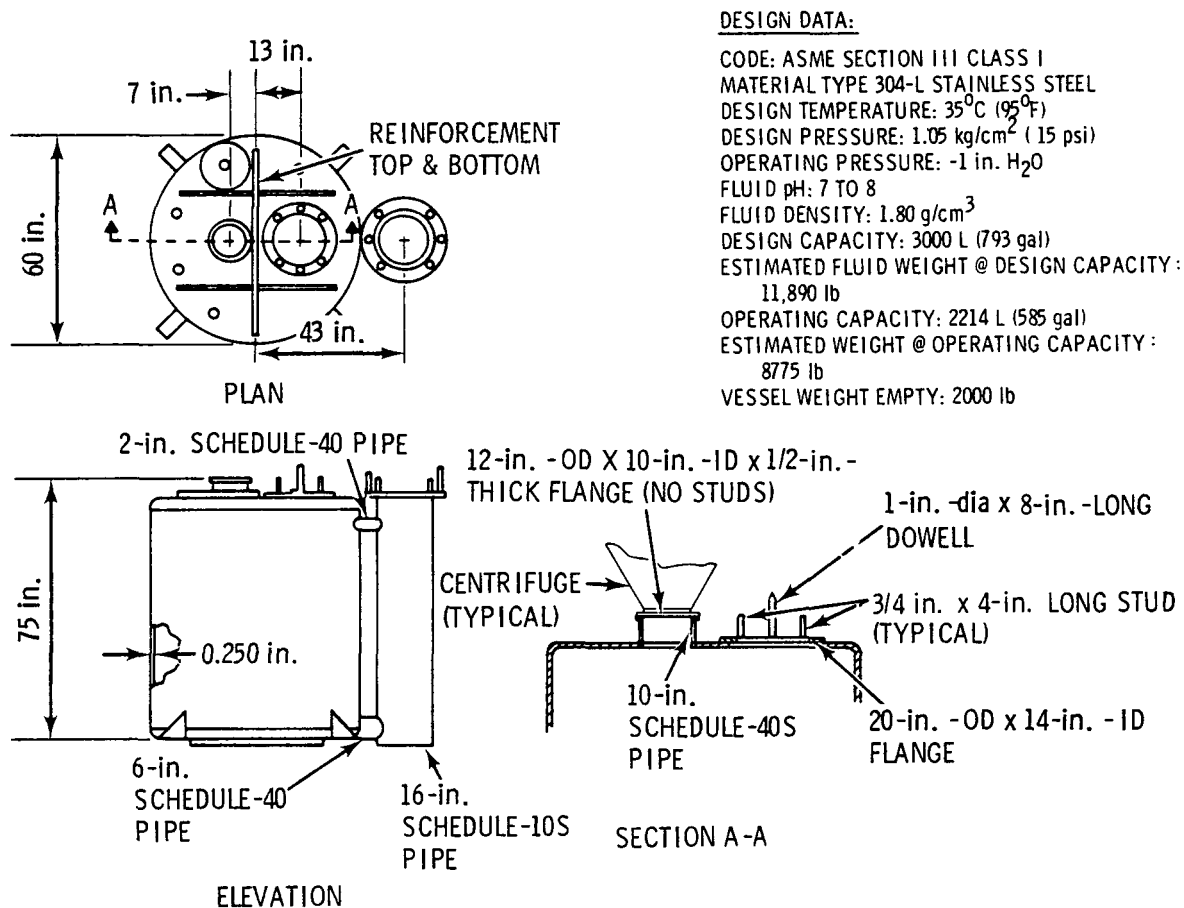 13 in.
7 in.
REINFORCEMENT
TOP & BOTTOM
A
A
60 in.
43 in.
PLAN
DESIGN DATA:
CODE: ASME SECTION III CLASS I
MATERIAL TYPE 304-L STAINLESS STEEL
DESIGN TEMPERATURE: 35°C (95°F)
DESIGN PRESSURE: 1.05 kg/cm² (15 psi)
OPERATING PRESSURE: -1 in. H₂O
FLUID pH: 7 TO 8
FLUID DENSITY: 1.80 g/cm³
DESIGN CAPACITY: 3000 L (793 gal)
ESTIMATED FLUID WEIGHT @ DESIGN CAPACITY:
11,890 lb
OPERATING CAPACITY: 2214 L (585 gal)
ESTIMATED WEIGHT @ OPERATING CAPACITY:
8775 lb
VESSEL WEIGHT EMPTY: 2000 lb
2-in. SCHEDULE-40 PIPE
75 in.
0.250 in.
6-in.
SCHEDULE-40
PIPE
16-in.
SCHEDULE-10S
PIPE
ELEVATION
12-in. -OD X 10-in. -ID x 1/2-in. -
THICK FLANGE (NO STUDS)
1-in. -dia x 8-in. -LONG
DOWELL
CENTRIFUGE
(TYPICAL)
3/4 in. x 4-in. LONG STUD
(TYPICAL)
10-in.
SCHEDULE-40S
PIPE
20-in. -OD x 14-in. -ID
FLANGE
SECTION A-A